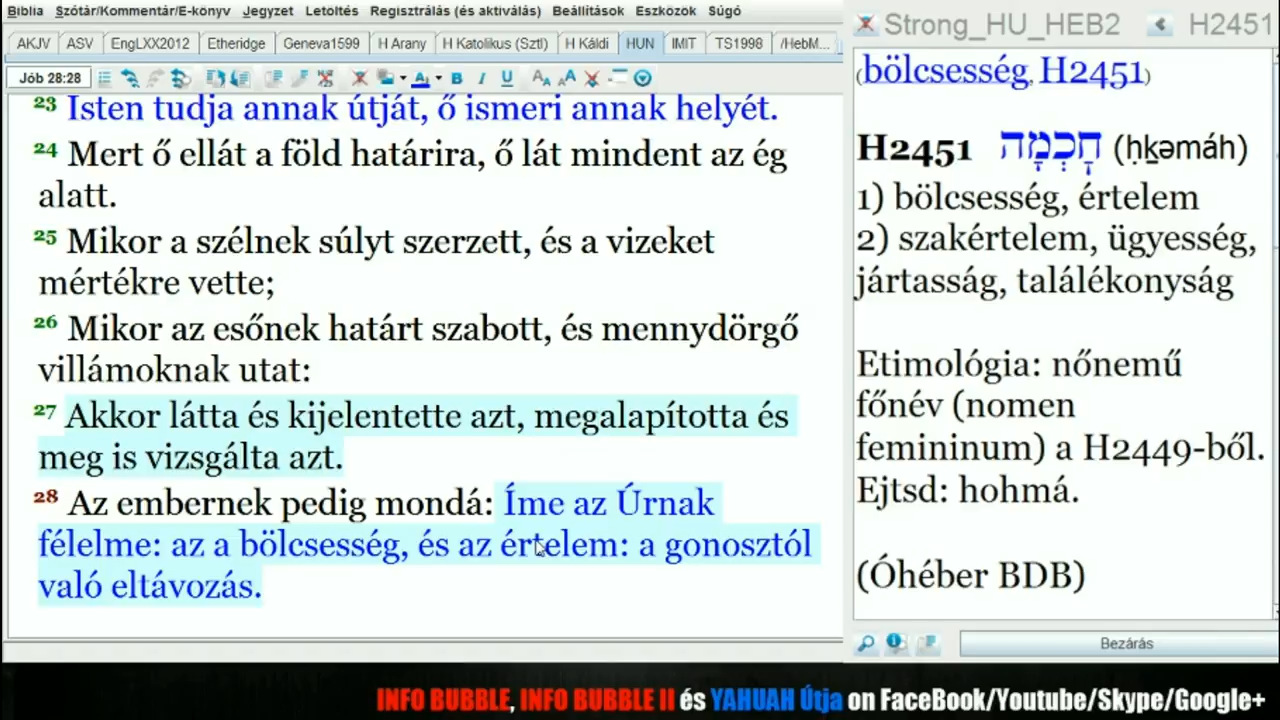 Biblia Szótár/Kommentár/E-könyv Jegyzet Letöltés Regisztrálás (és aktiválás) Beállítások Eszközök Súgó
AKJV ASV EngLXX2012 Etheridge Geneva1599 H Arany H Katolikus (Sztl) H Káldi HUN IMIT TS1998 /HebM...
Jób 28:28
23 Isten tudja annak útját, ő ismeri annak helyét.
24 Mert ő ellát a föld határira, ő lát mindent az ég
alatt.
25 Mikor a szélnek súlyt szerzett, és a vizeket
mértékre vette;
26 Mikor az esőnek határt szabott, és mennydörgő
villámoknak utat:
27 Akkor látta és kijelentette azt, megalapította és
meg is vizsgálta azt.
28 Az embernek pedig mondá: Íme az Úrnak
félelme: az a bölcsesség, és az értelem: a gonosztól
való eltávozás.
Strong_HU_HEB2 H2451
(bölcsesség, H2451)
H2451 חָכְמָה (ḥḵəmáh)
1) bölcsesség, értelem
2) szakértelem, ügyesség,
jártasság, találékonyság
Etimológia: nőnemű
főnév (nomen
femininum) a H2449-ből.
Ejtsd: hohmá.
(Óhéber BDB)
Bezárás
INFO BUBBLE, INFO BUBBLE II és YAHUAH Útja on FaceBook/Youtube/Skype/Google+